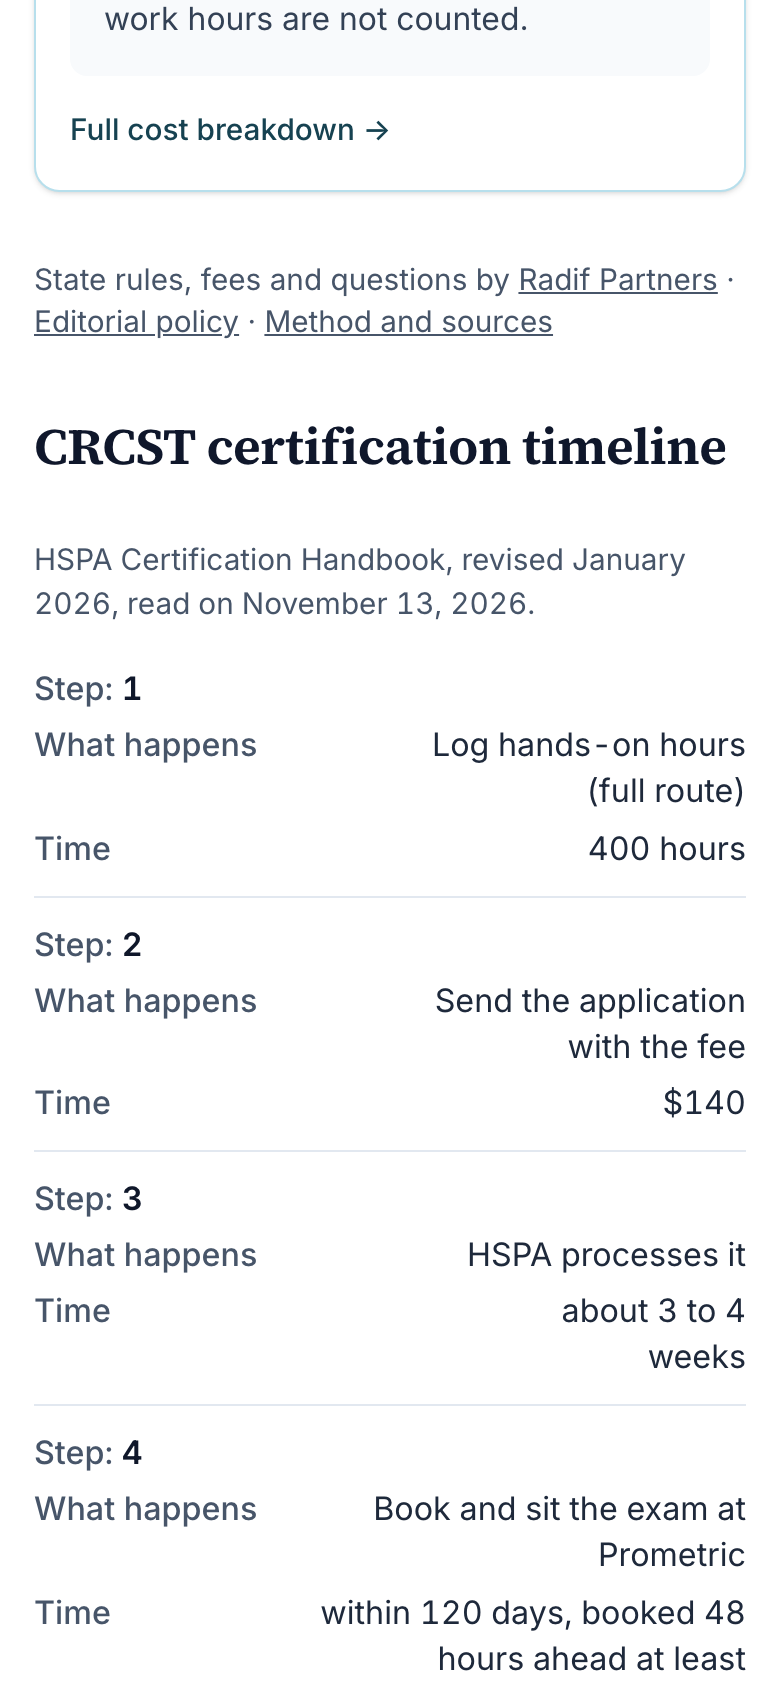 work hours are not counted.
Full cost breakdown →
State rules, fees and questions by Radif Partners ·
Editorial policy · Method and sources
CRCST certification timeline
HSPA Certification Handbook, revised January
2026, read on November 13, 2026.
Step: 1
What happens Log hands-on hours
(full route)
Time 400 hours
Step: 2
What happens Send the application
with the fee
Time $140
Step: 3
What happens HSPA processes it
Time about 3 to 4
weeks
Step: 4
What happens Book and sit the exam at
Prometric
Time within 120 days, booked 48
hours ahead at least